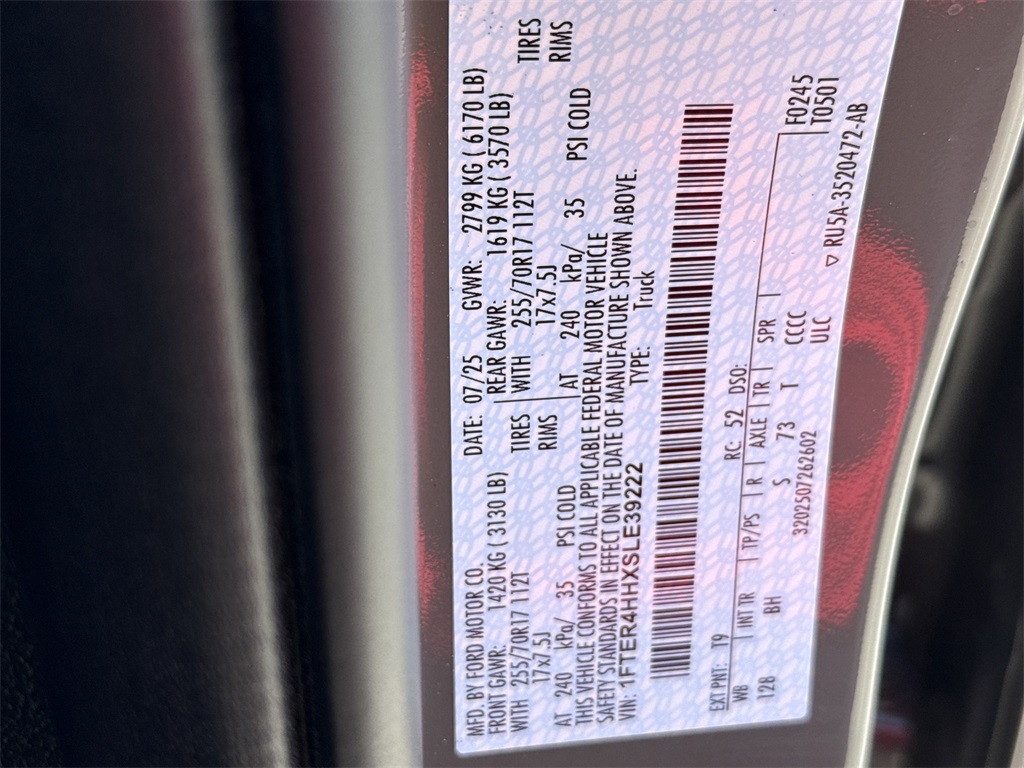 MFD. BY FORD MOTOR CO. DATE: 07/25 GVWR: 2799 KG ( 6170 LB)
FRONT GAWR: 1420 KG ( 3130 LB) REAR GAWR: 1619 KG ( 3570 LB)
WITH 255/70R17 112T TIRES WITH 255/70R17 112T TIRES
17x7.5J RIMS 17x7.5J RIMS
AT 240 kPa/ 35 PSI COLD AT 240 kPa/ 35 PSI COLD
THIS VEHICLE CONFORMS TO ALL APPLICABLE FEDERAL MOTOR VEHICLE
SAFETY STANDARDS IN EFFECT ON THE DATE OF MANUFACTURE SHOWN ABOVE.
VIN: 1FTER4HHXSLE39222 TYPE: Truck
EXT PNT: T9 RC: 52 DSO: F0245
WB INT TR TP/PS R AXLE TR SPR T0501
12B BH S 73 T CCCC
3202507262602 ULC
▽ RU5A-3520472-AB